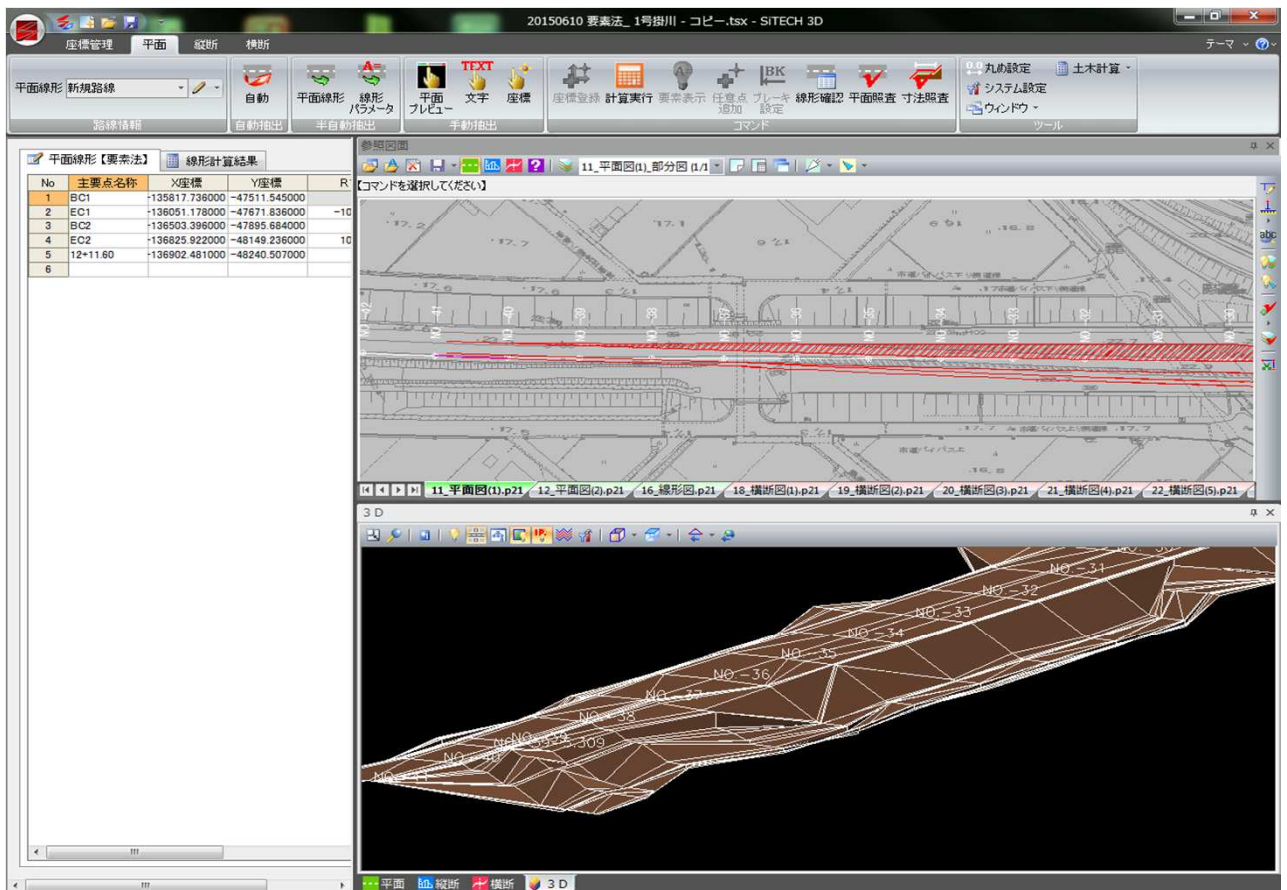 20150610 要素法_ 1号掛川 - コピー.tsx - SiTECH 3D
座標管理 平面 縦断 横断 テーマ
平面線形 新規路線
路線情報
自動
自動抽出
平面線形 線形パラメータ
半自動抽出
平面プレビュー 文字 座標
手動抽出
座標登録 計算実行 要素表示 任意点追加 ブレーキ設定 線形確認 平面照査 寸法照査
コマンド
丸め設定 土木計算
システム設定
ウィンドウ
ツール
平面線形【要素法】 線形計算結果
No 主要点名称 X座標 Y座標 R
1 BC1 -135817.736000 -47511.545000
2 EC1 -136051.178000 -47671.836000 -10
3 BC2 -136503.396000 -47895.684000
4 EC2 -136825.922000 -48149.236000 10
5 12+11.60 -136902.481000 -48240.507000
6
参照図面
11_平面図(1)_部分図 (1/1
【コマンドを選択してください】
11_平面図(1).p21 12_平面図(2).p21 16_線形図.p21 18_横断図(1).p21 19_横断図(2).p21 20_横断図(3).p21 21_横断図(4).p21 22_横断図(5).p21
3 D
NO.-31
NO.-32
NO.-33
NO.-34
NO.-35
NO.-36
NO.-37
NO.-38
NO.-40
平面 縦断 横断 3 D